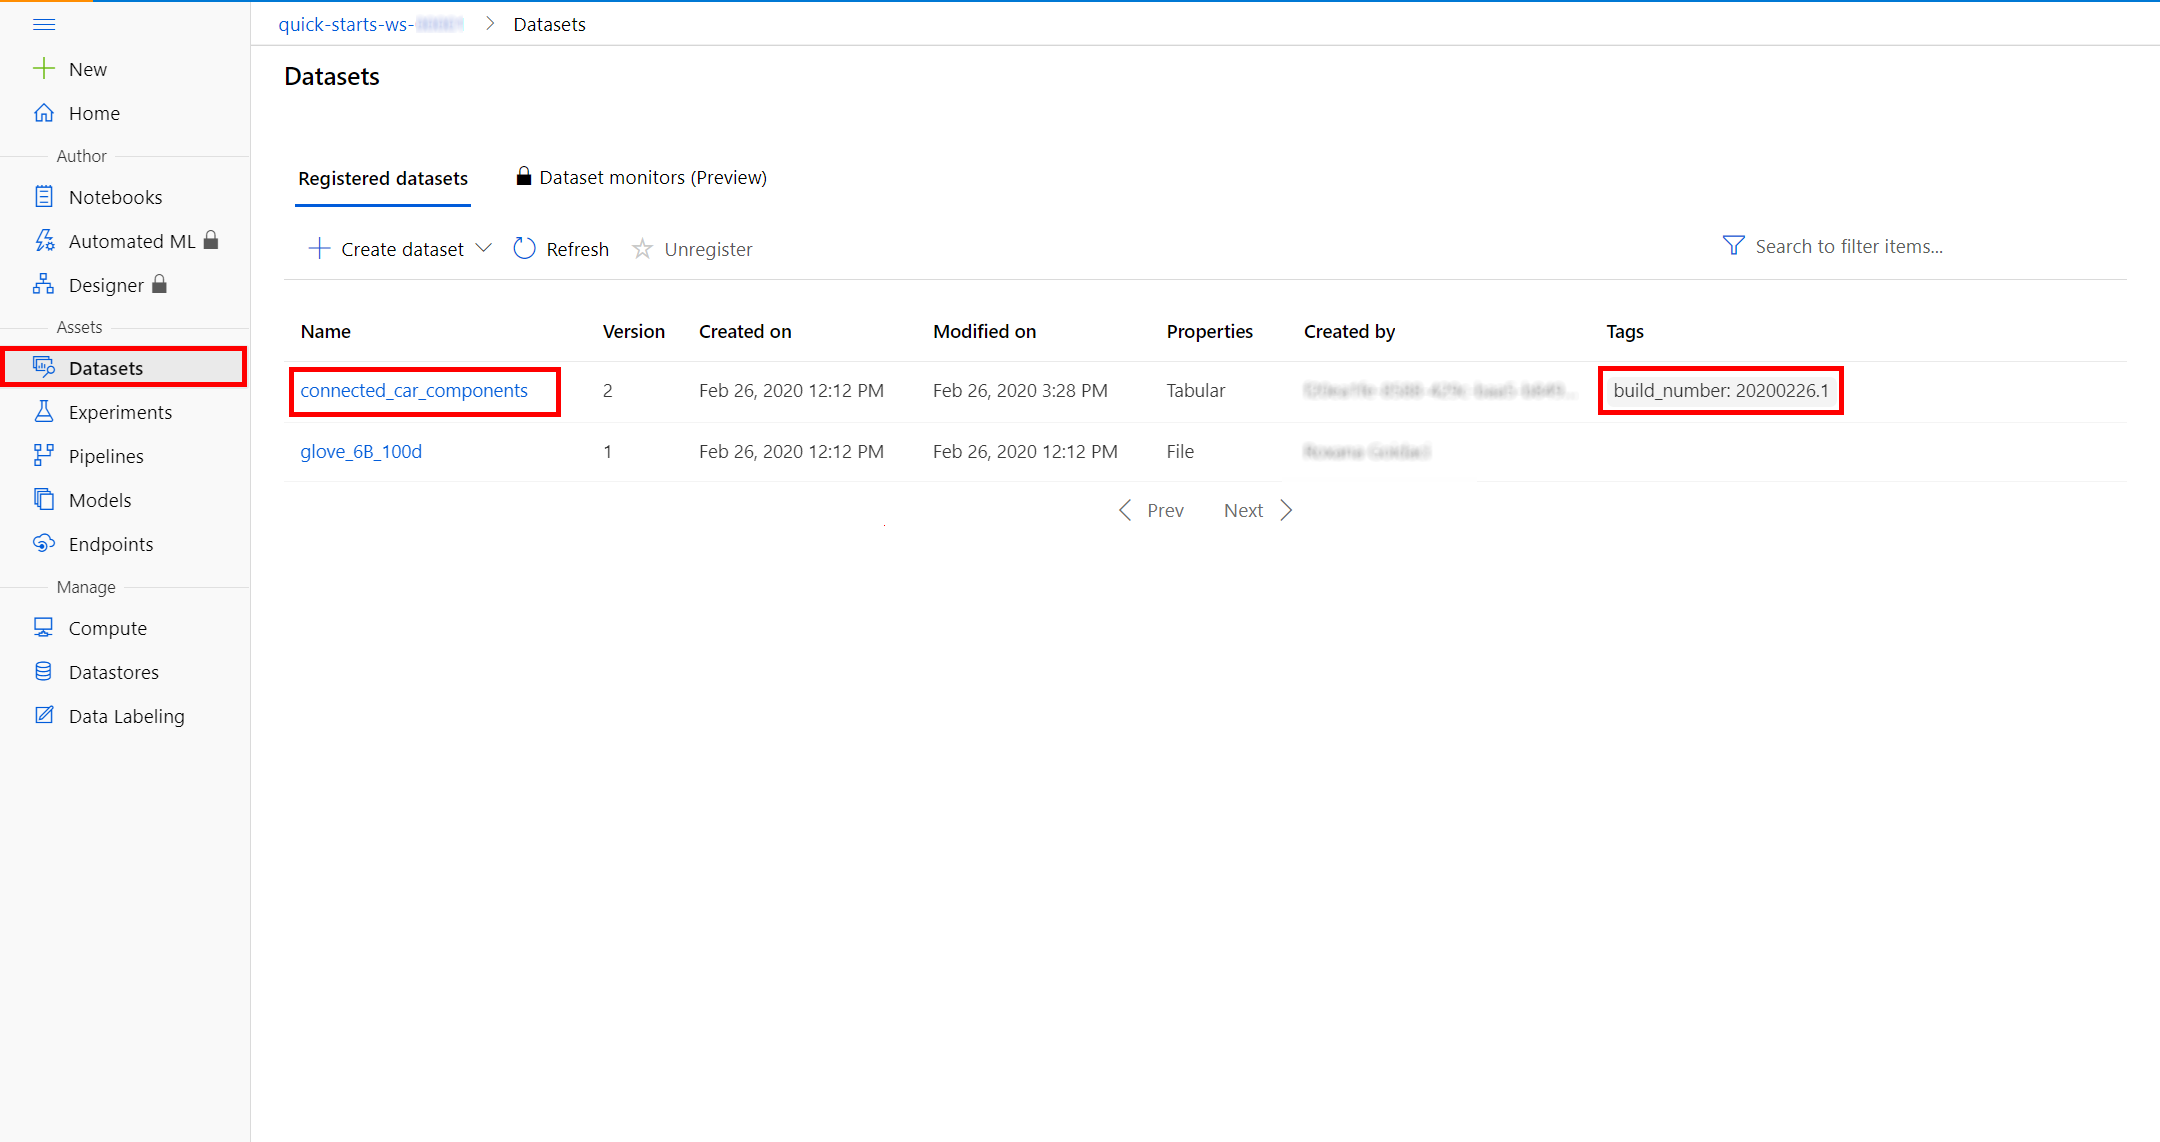 quick-starts-ws- Datasets
New
Home
Author
Notebooks
Automated ML
Designer
Assets
Datasets
Experiments
Pipelines
Models
Endpoints
Manage
Compute
Datastores
Data Labeling
Datasets
Registered datasets Dataset monitors (Preview)
Create dataset Refresh Unregister Search to filter items...
Name Version Created on Modified on Properties Created by Tags
connected_car_components 2 Feb 26, 2020 12:12 PM Feb 26, 2020 3:28 PM Tabular build_number: 20200226.1
glove_6B_100d 1 Feb 26, 2020 12:12 PM Feb 26, 2020 12:12 PM File
Prev Next